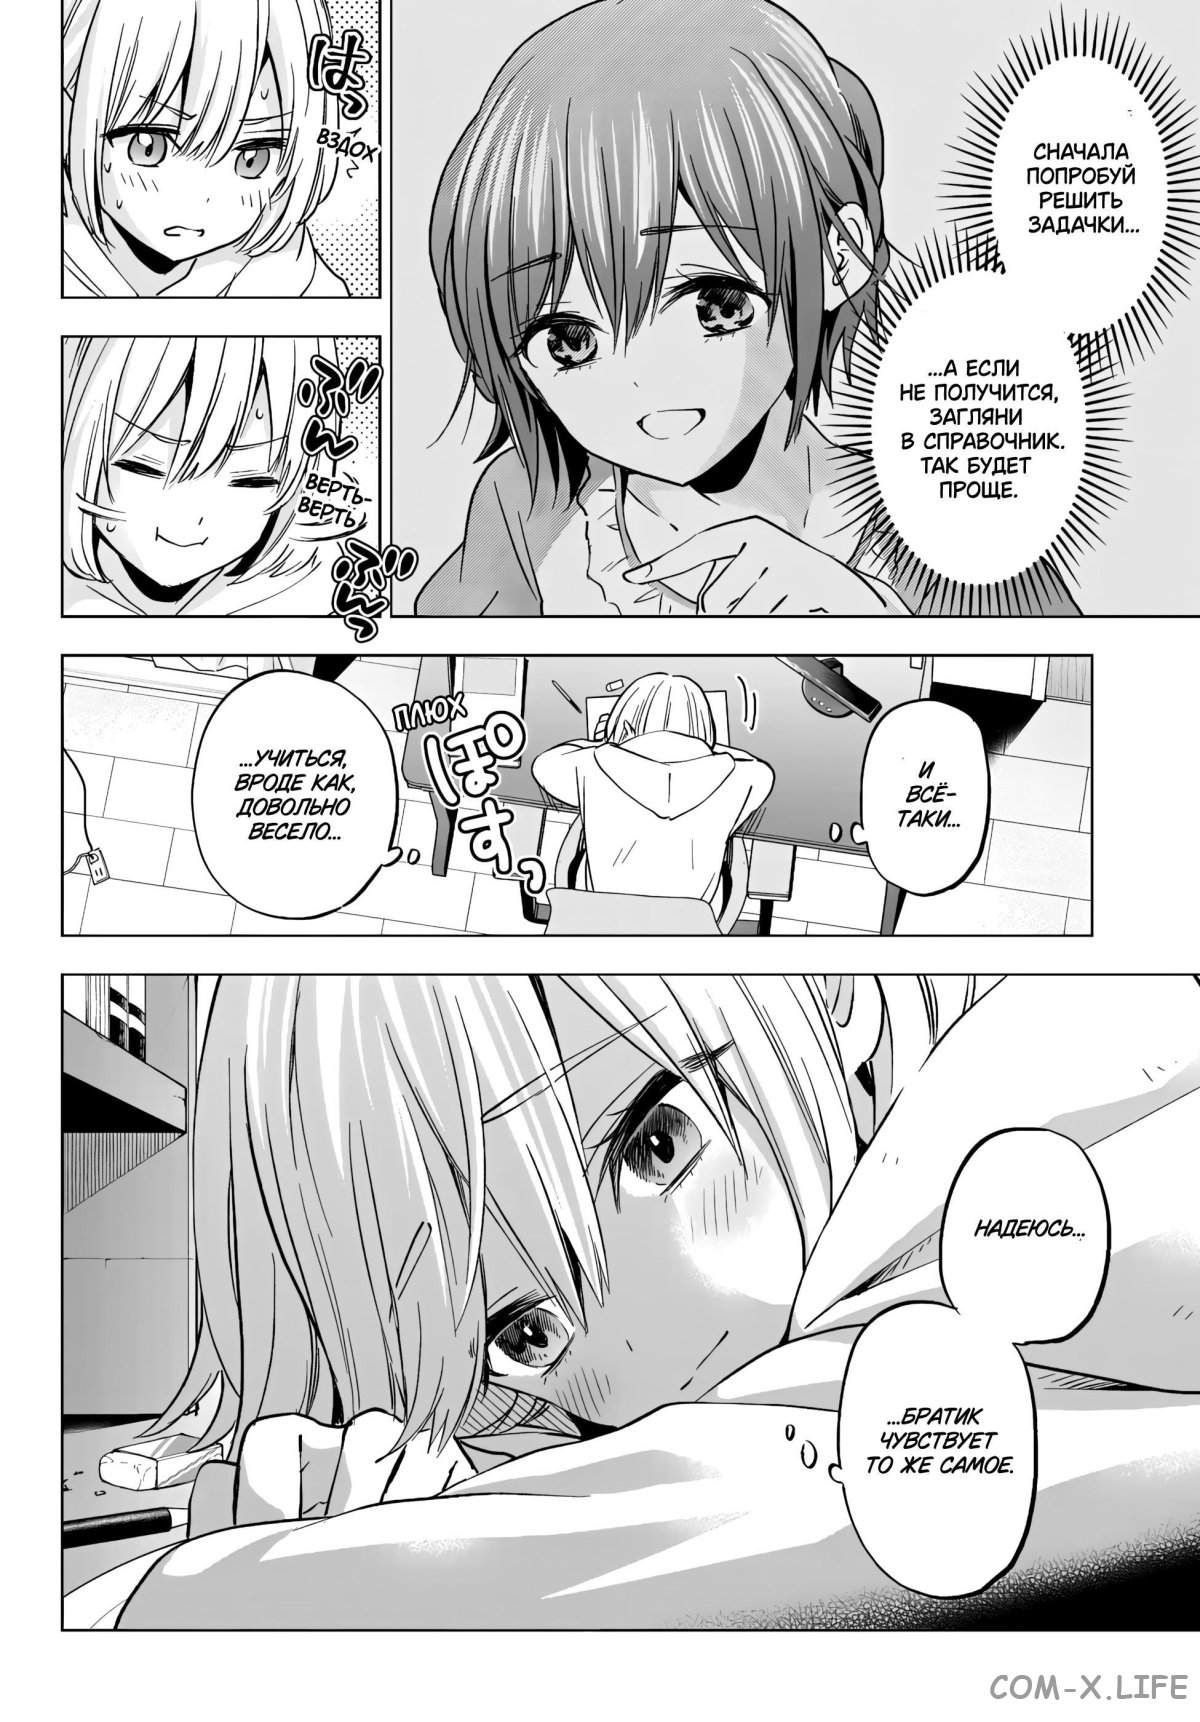 СНАЧАЛА
ПОПРОБУЙ
РЕШИТЬ
ЗАДАЧКИ...
...А ЕСЛИ
НЕ ПОЛУЧИТСЯ,
ЗАГЛЯНИ
В СПРАВОЧНИК.
ТАК БУДЕТ
ПРОЩЕ.
はっ
ВЗДОХ
ぶん
ВЕРТЬ-
ВЕРТЬ
ぶんっ
И
ВСЁ-
ТАКИ...
ПЛЮХ
ぽすっ
...УЧИТЬСЯ,
ВРОДЕ КАК,
ДОВОЛЬНО
ВЕСЕЛО...
НАДЕЮСЬ...
...БРАТИК
ЧУВСТВУЕТ
ТО ЖЕ САМОЕ.
COM-X.LIFE